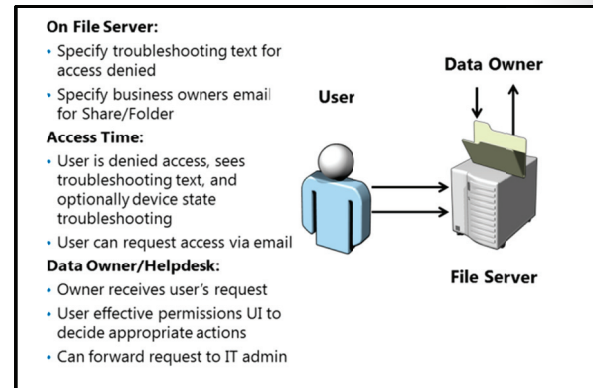 On File Server:
• Specify troubleshooting text for
access denied
• Specify business owners email
for Share/Folder
Access Time:
• User is denied access, sees
troubleshooting text, and
optionally device state
troubleshooting
• User can request access via email
Data Owner/Helpdesk:
• Owner receives user's request
• User effective permissions UI to
decide appropriate actions
• Can forward request to IT admin
User
Data Owner
File Server